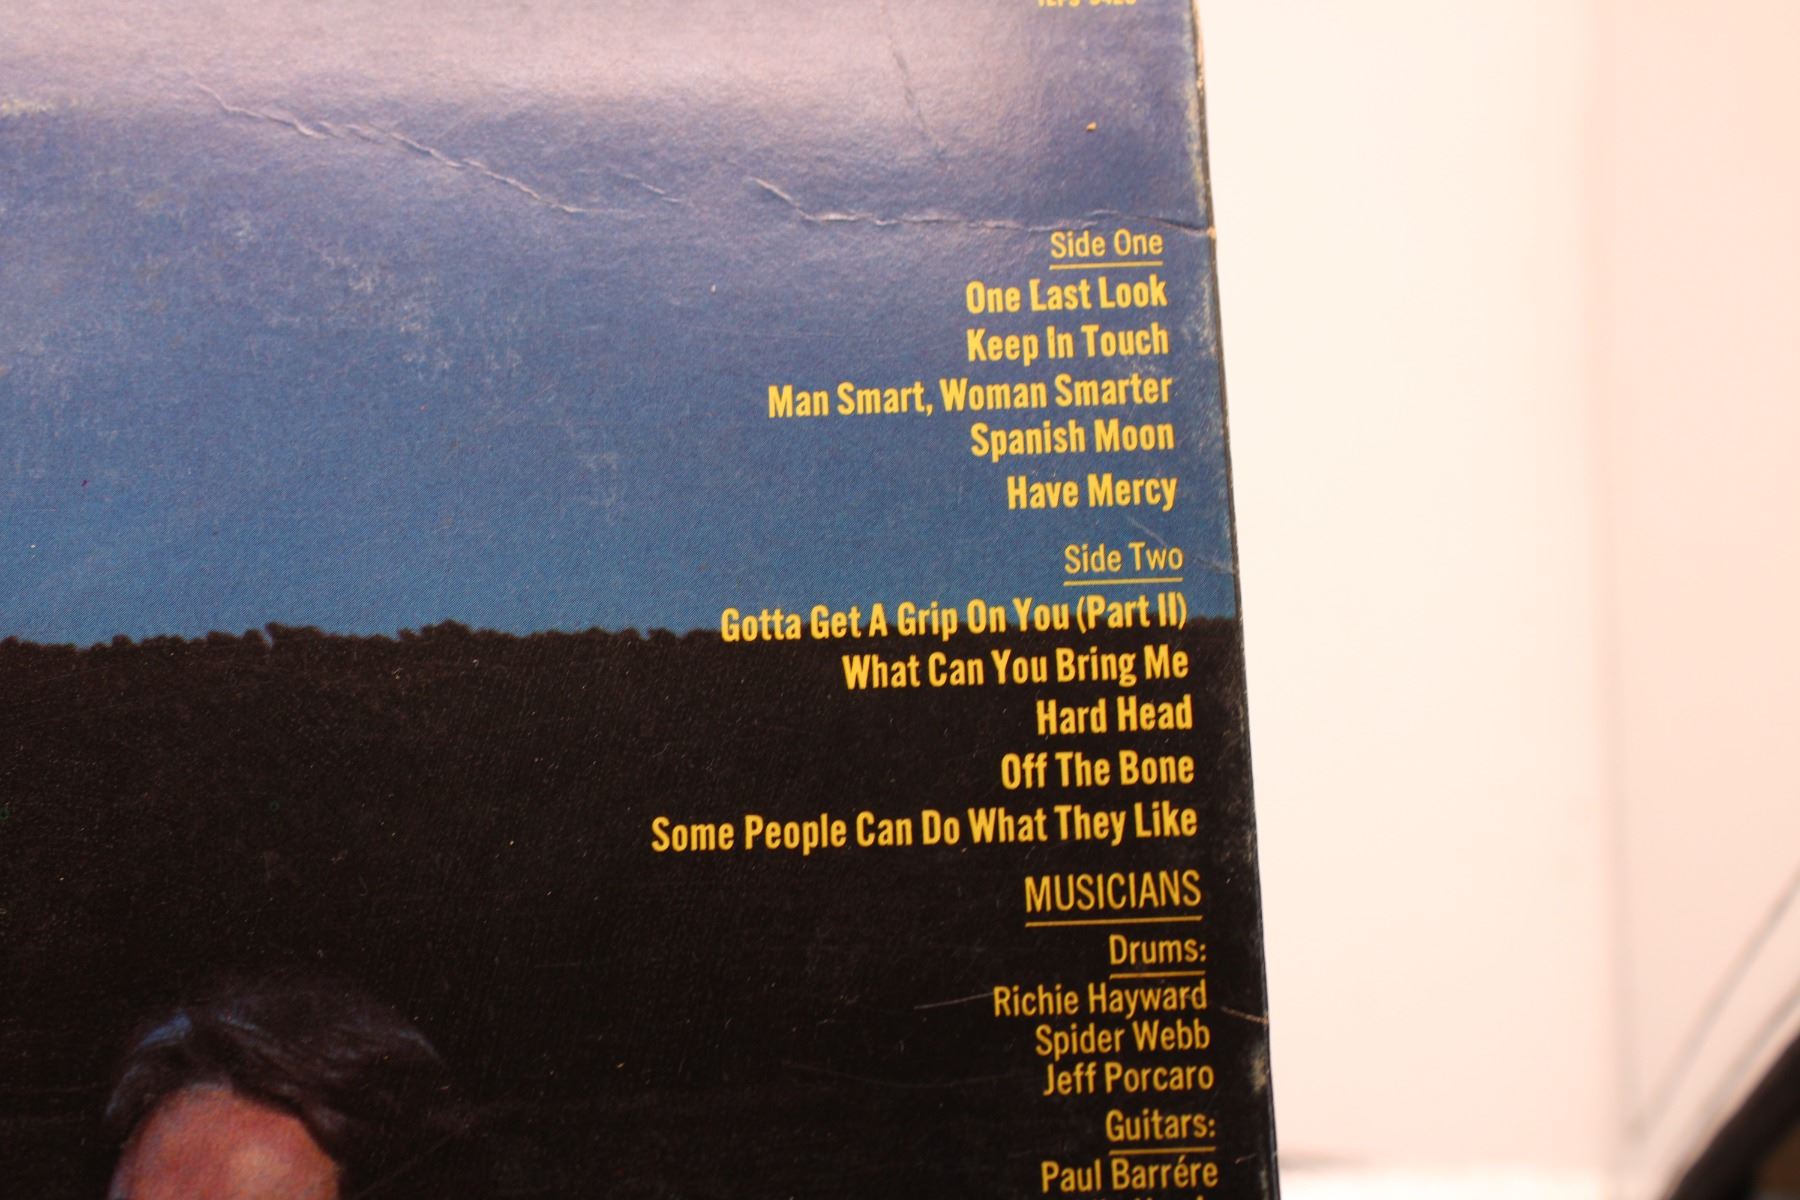 Side One
One Last Look
Keep In Touch
Man Smart, Woman Smarter
Spanish Moon
Have Mercy
Side Two
Gotta Get A Grip On You (Part II)
What Can You Bring Me
Hard Head
Off The Bone
Some People Can Do What They Like
MUSICIANS
Drums:
Richie Hayward
Spider Webb
Jeff Porcaro
Guitars:
Paul Barrére